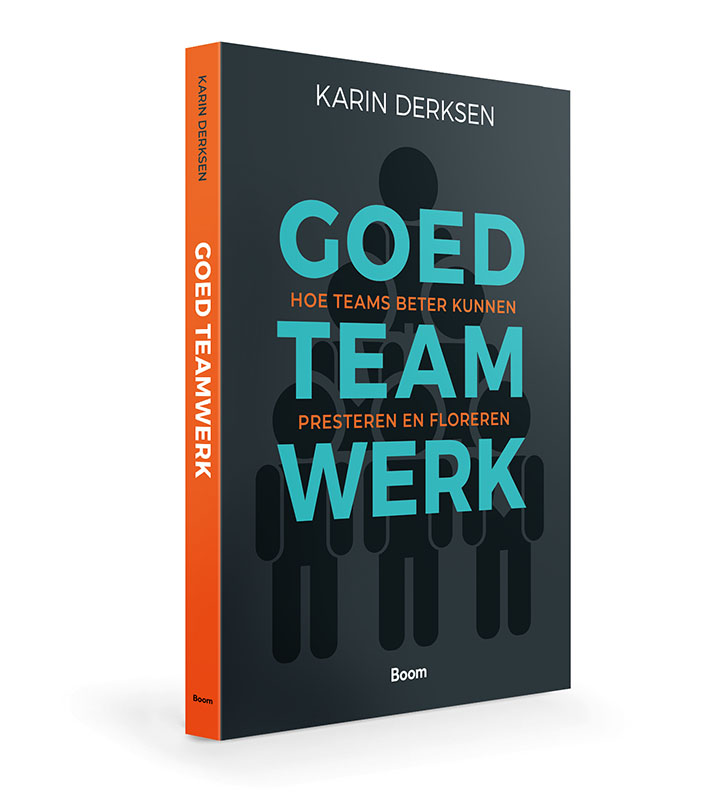 KARIN DERKSEN
GOED TEAMWERK
Boom
KARIN DERKSEN
GOED
HOE TEAMS BETER KUNNEN
TEAM
PRESTEREN EN FLOREREN
WERK
Boom